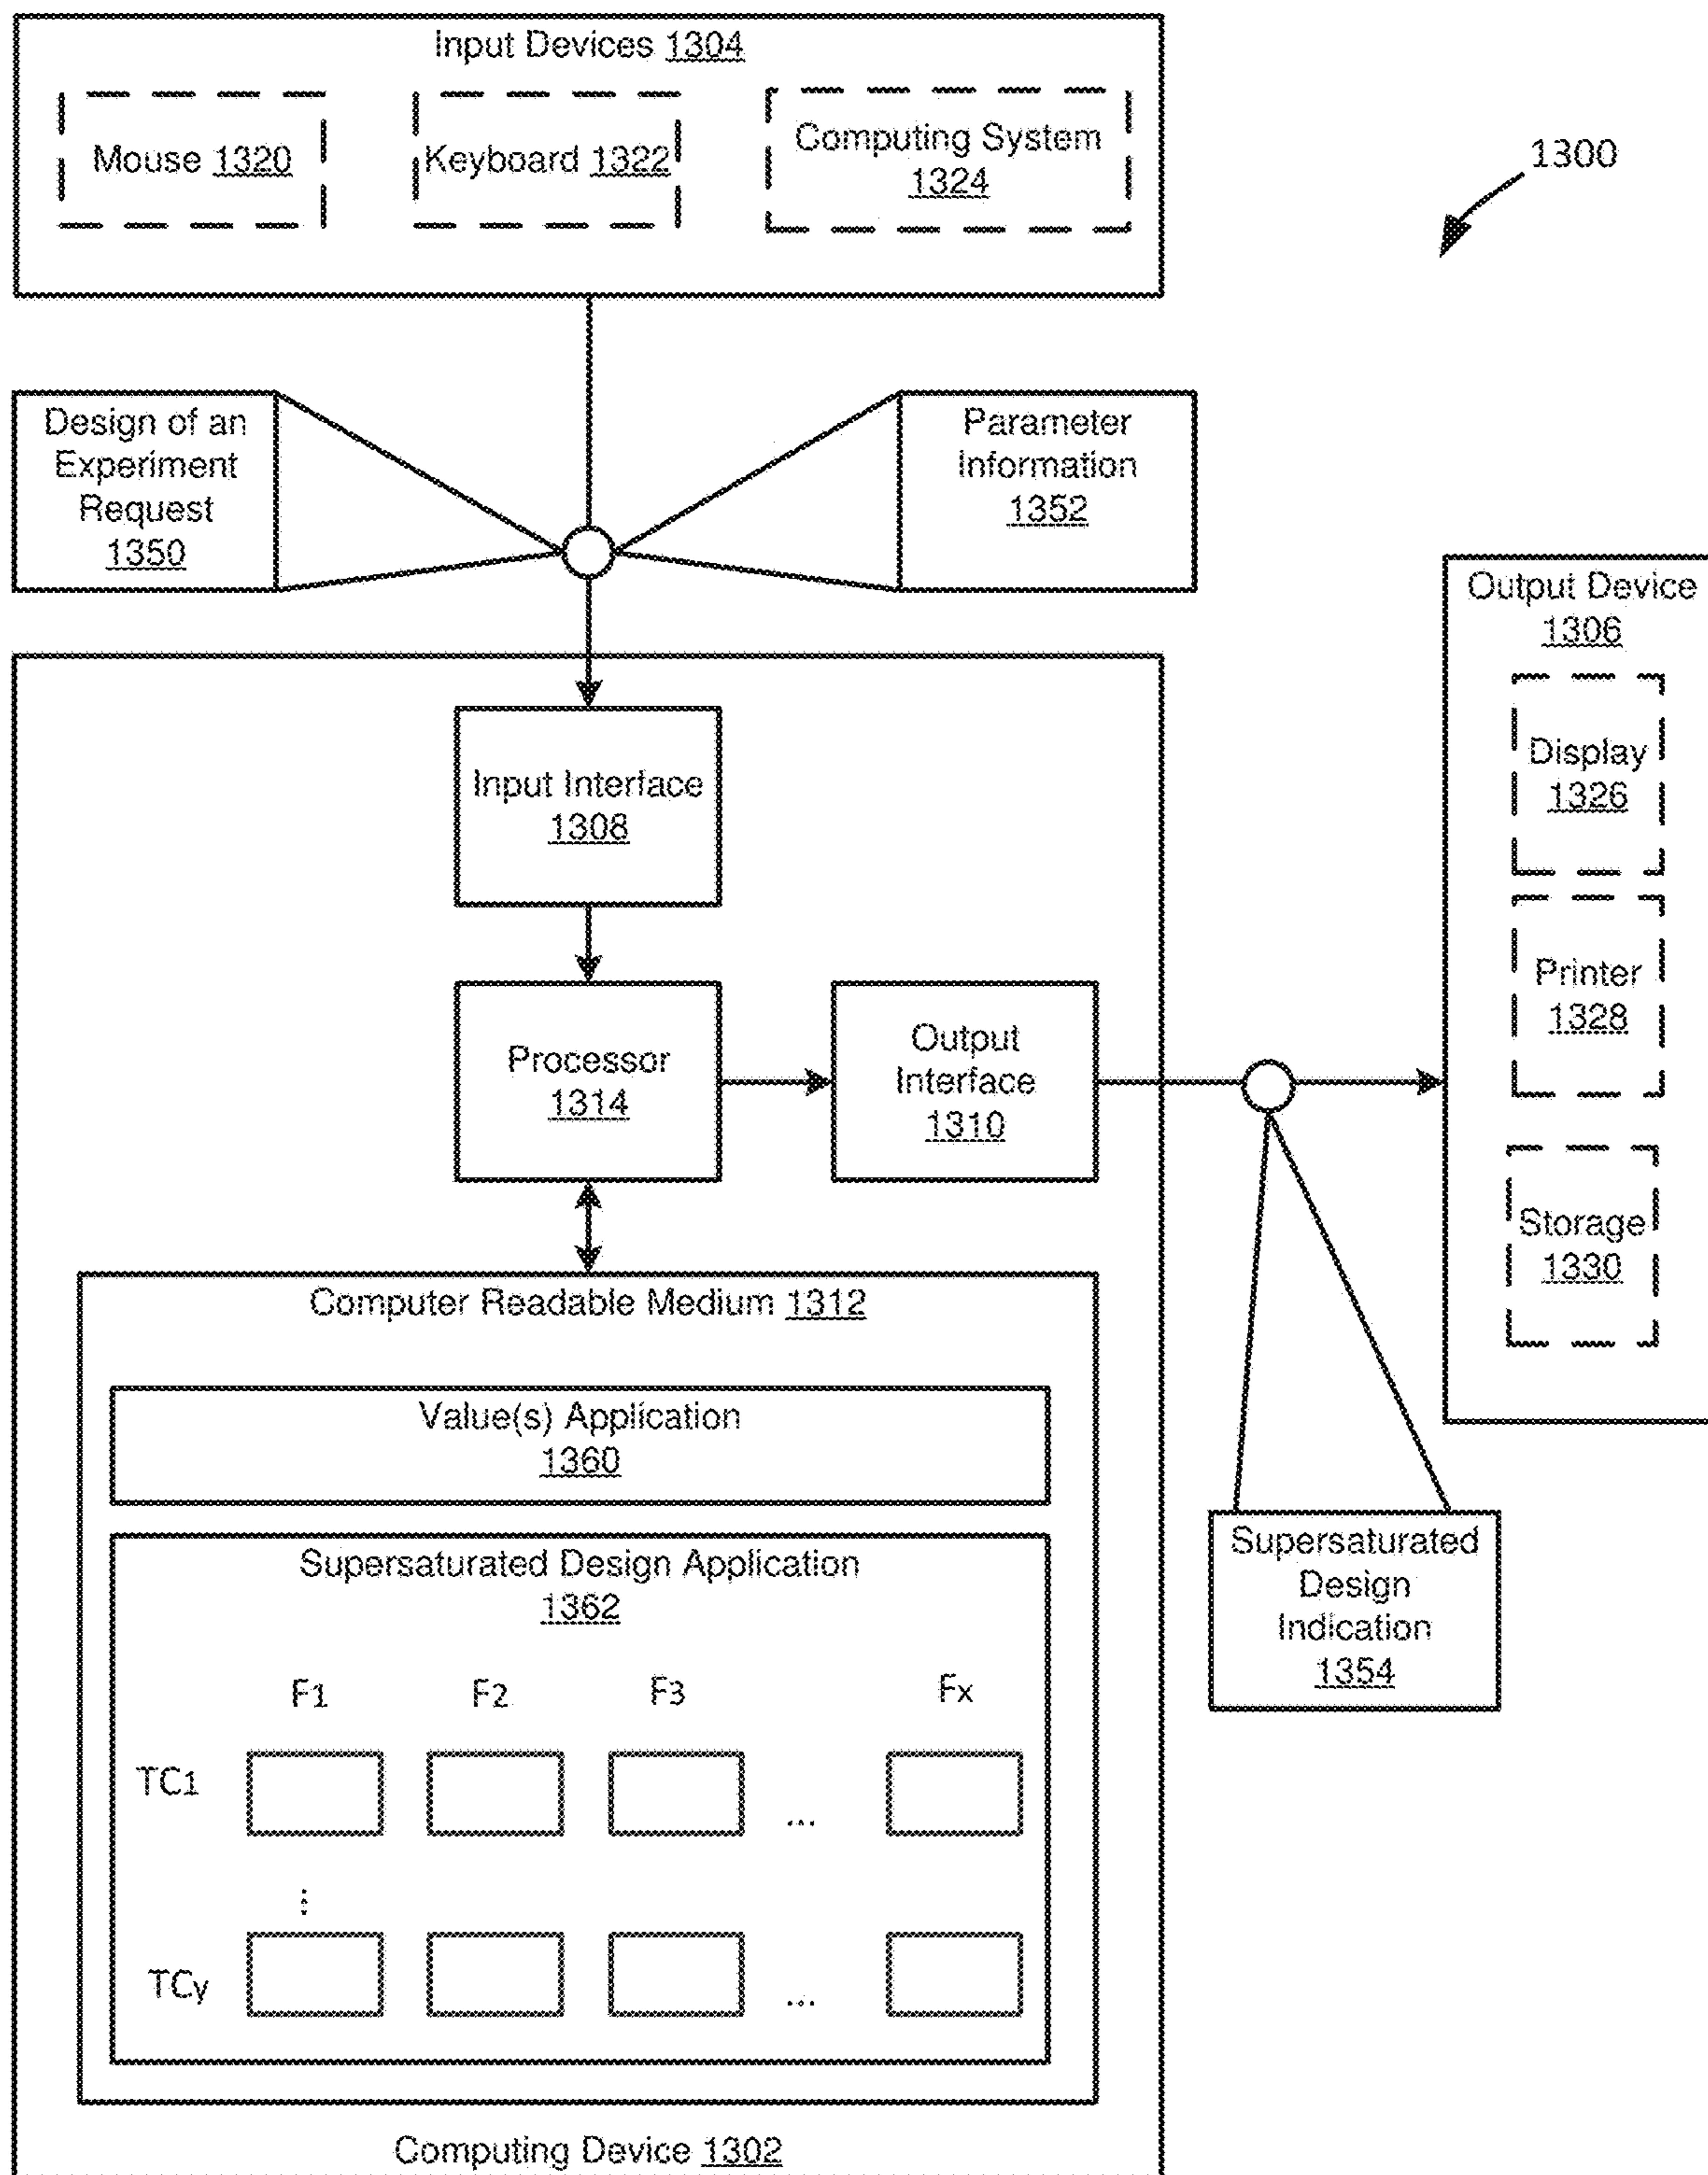 Input Devices 1304
Mouse 1320
Keyboard 1322
Computing System
1324
1300
Design of an
Experiment
Request
1350
Parameter
Information
1352
Output Device
1306
Display
1326
Printer
1328
Storage
1330
Input Interface
1308
Processor
1314
Output
Interface
1310
Computer Readable Medium 1312
Value(s) Application
1360
Supersaturated Design Application
1362
F1 F2 F3 Fx
TC1
...
⋮
TCy
...
Supersaturated
Design
Indication
1354
Computing Device 1302